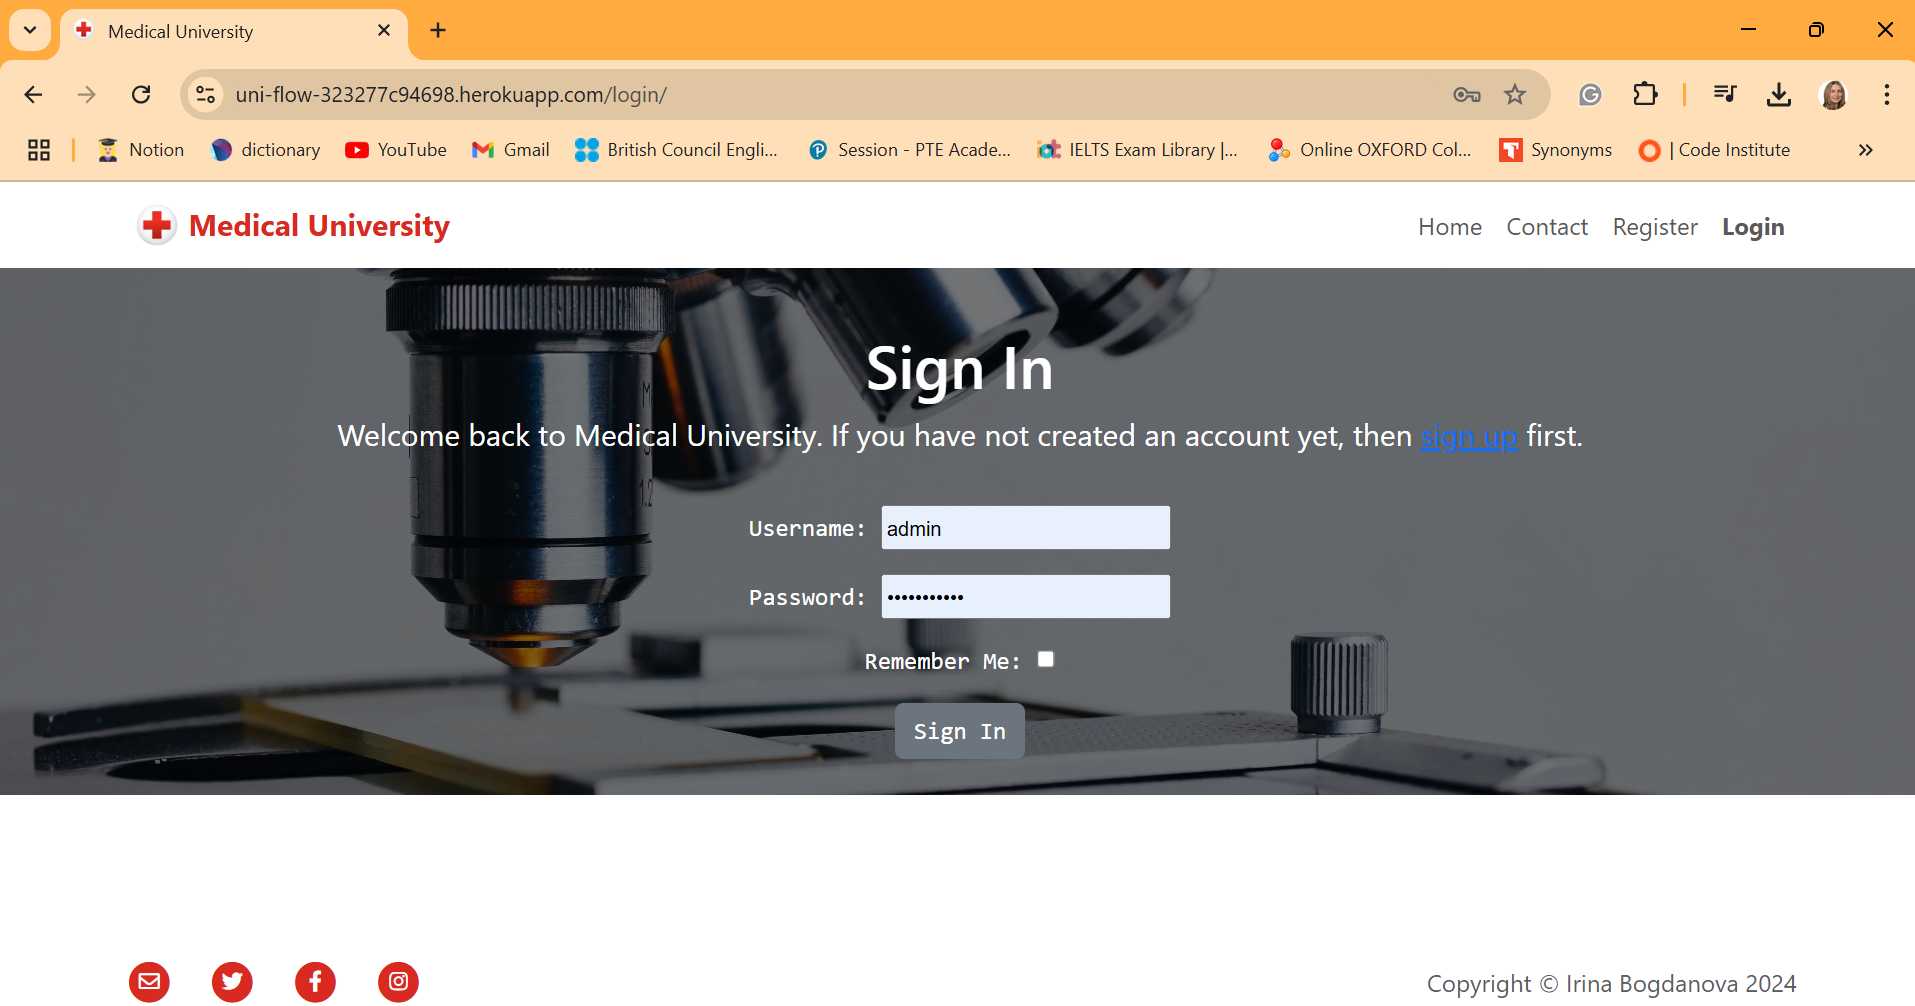 Medical University
uni-flow-323277c94698.herokuapp.com/login/
Notion dictionary YouTube Gmail British Council Engli... Session - PTE Acade... IELTS Exam Library |... Online OXFORD Col... Synonyms | Code Institute
Medical University Home Contact Register Login
Sign In
Welcome back to Medical University. If you have not created an account yet, then sign up first.
Username: admin
Password: •••••••••••
Remember Me:
Sign In
Copyright © Irina Bogdanova 2024